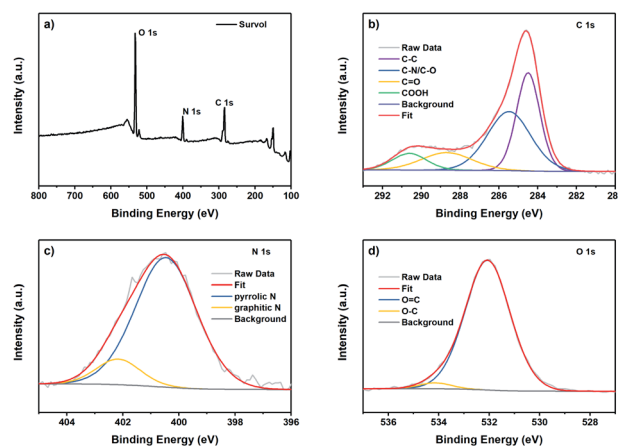 a)
Survol
O 1s
N 1s
C 1s
Intensity (a.u.)
800 700 600 500 400 300 200 100
Binding Energy (eV)
b)
C 1s
Raw Data
C-C
C-N/C-O
C=O
COOH
Background
Fit
Intensity (a.u.)
292 290 288 286 284 282 28
Binding Energy (eV)
c)
N 1s
Raw Data
Fit
pyrrolic N
graphitic N
Background
Intensity (a.u.)
404 402 400 398 396
Binding Energy (eV)
d)
O 1s
Raw Data
Fit
O=C
O-C
Background
Intensity (a.u.)
536 534 532 530 528
Binding Energy (eV)